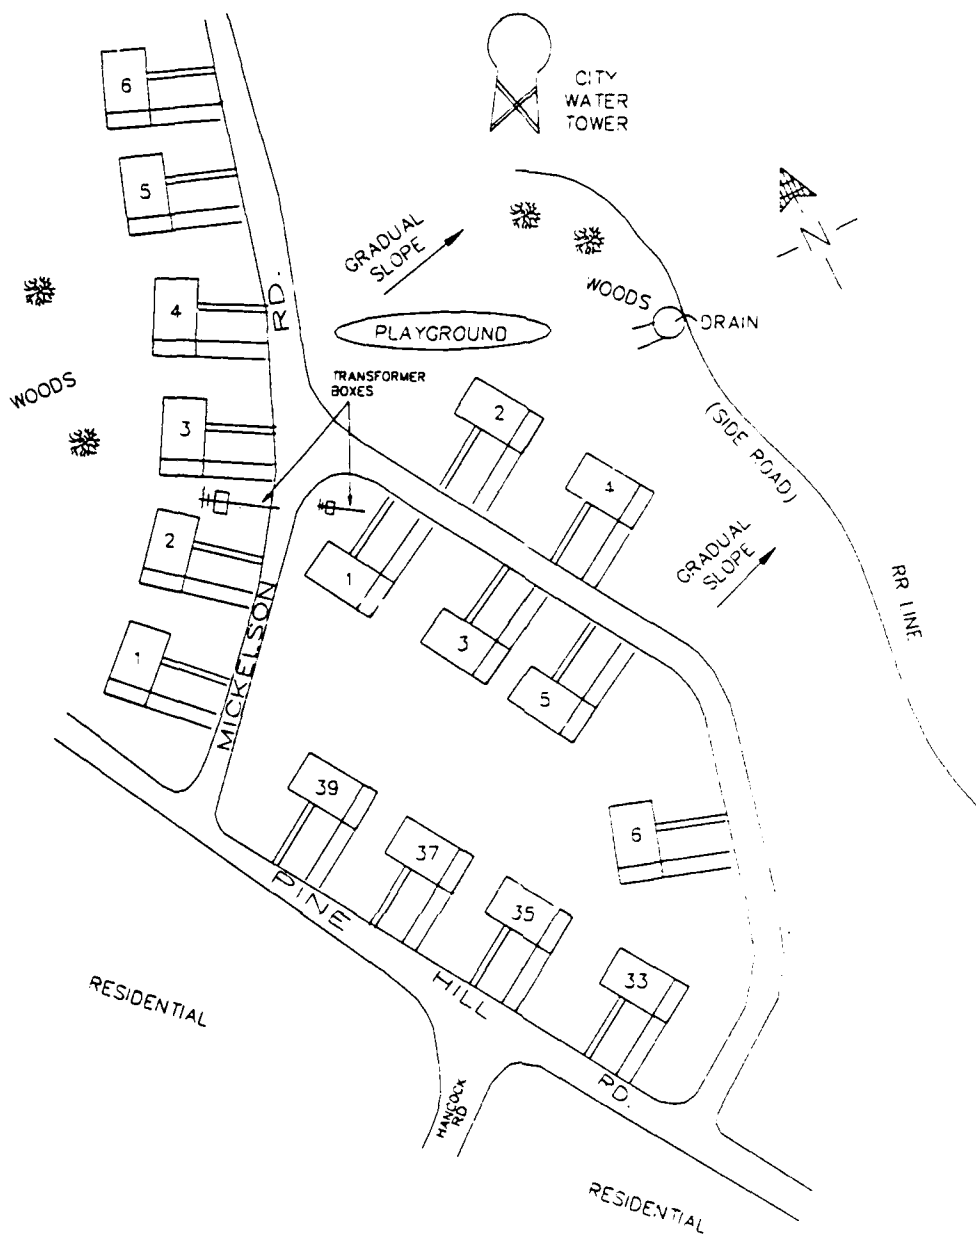 CITY
WATER
TOWER
6
5
GRADUAL
SLOPE
N
WOODS
DRAIN
4
RD.
PLAYGROUND
TRANSFORMER
BOXES
WOODS
3
2
(SIDE ROAD)
4
GRADUAL
SLOPE
2
1
RR LINE
3
1
5
MICKELSON
39
6
37
35
PINE
33
HILL
RESIDENTIAL
RD.
HANCOCK
RD
RESIDENTIAL